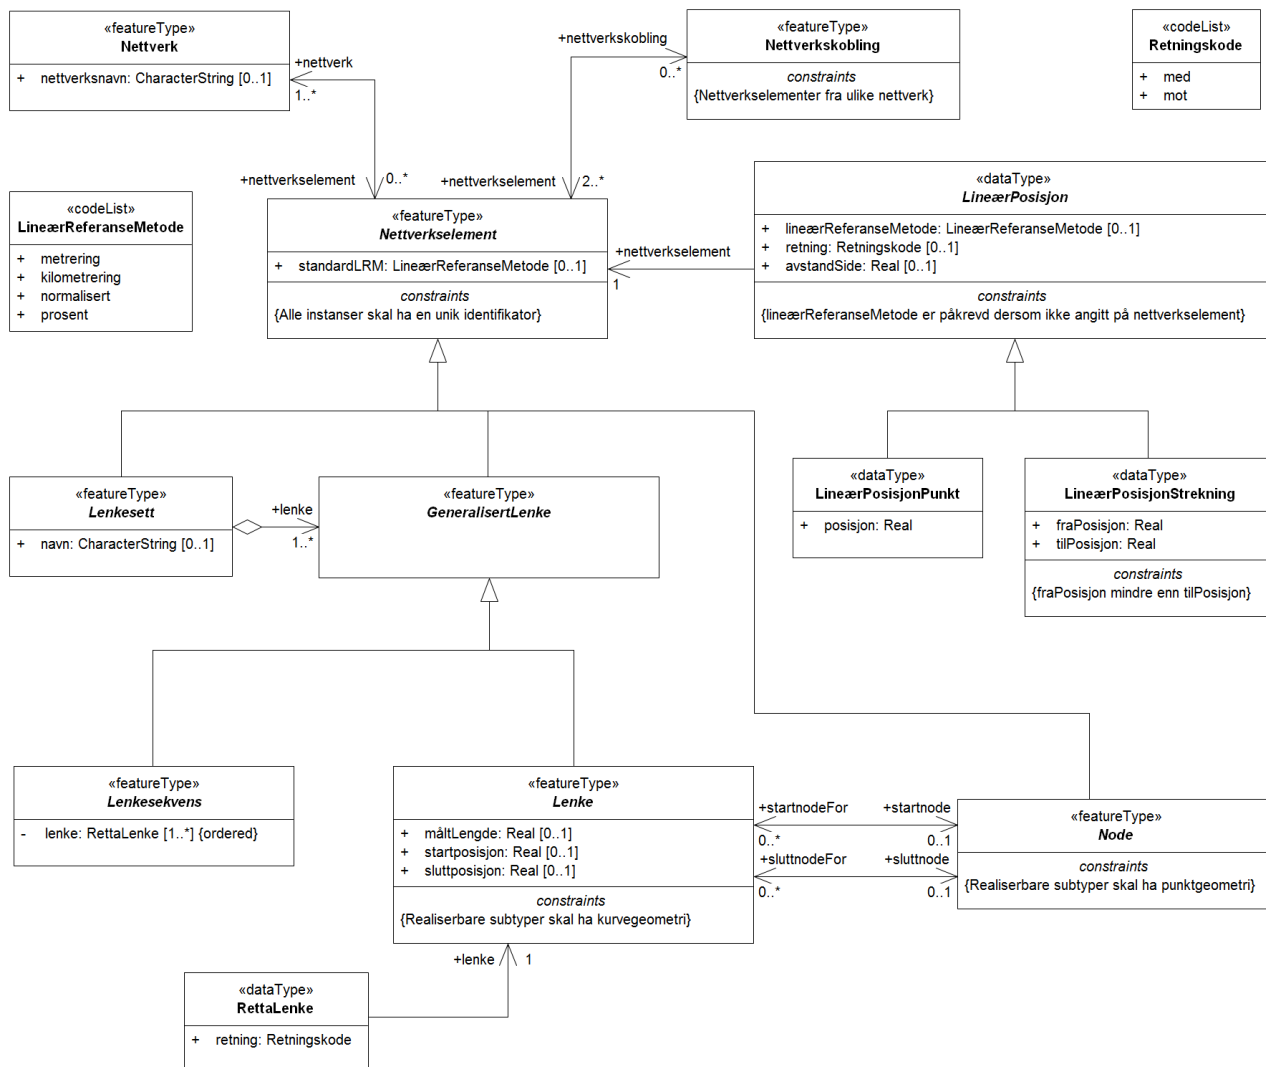 «featureType»
Nettverk
+ nettverksnavn: CharacterString [0..1]
+nettverk
1..*
+nettverkskobling
0..*
«featureType»
Nettverkskobling
constraints
{Nettverkselementer fra ulike nettverk}
«codeList»
Retningskode
+ med
+ mot
+nettverkselement
0..*
+nettverkselement
2..*
«codeList»
LineærReferanseMetode
+ metrering
+ kilometrering
+ normalisert
+ prosent
«featureType»
Nettverkselement
+ standardLRM: LineærReferanseMetode [0..1]
constraints
{Alle instanser skal ha en unik identifikator}
+nettverkselement
1
«dataType»
LineærPosisjon
+ lineærReferanseMetode: LineærReferanseMetode [0..1]
+ retning: Retningskode [0..1]
+ avstandSide: Real [0..1]
constraints
{lineærReferanseMetode er påkrevd dersom ikke angitt på nettverkselement}
«featureType»
Lenkesett
+ navn: CharacterString [0..1]
+lenke
1..*
«featureType»
GeneralisertLenke
«dataType»
LineærPosisjonPunkt
+ posisjon: Real
«dataType»
LineærPosisjonStrekning
+ fraPosisjon: Real
+ tilPosisjon: Real
constraints
{fraPosisjon mindre enn tilPosisjon}
«featureType»
Lenkesekvens
- lenke: RettaLenke [1..*] {ordered}
«featureType»
Lenke
+ måltLengde: Real [0..1]
+ startposisjon: Real [0..1]
+ sluttposisjon: Real [0..1]
constraints
{Realiserbare subtyper skal ha kurvegeometri}
+startnodeFor
0..*
+startnode
0..1
+sluttnodeFor
0..*
+sluttnode
0..1
«featureType»
Node
constraints
{Realiserbare subtyper skal ha punktgeometri}
+lenke
1
«dataType»
RettaLenke
+ retning: Retningskode